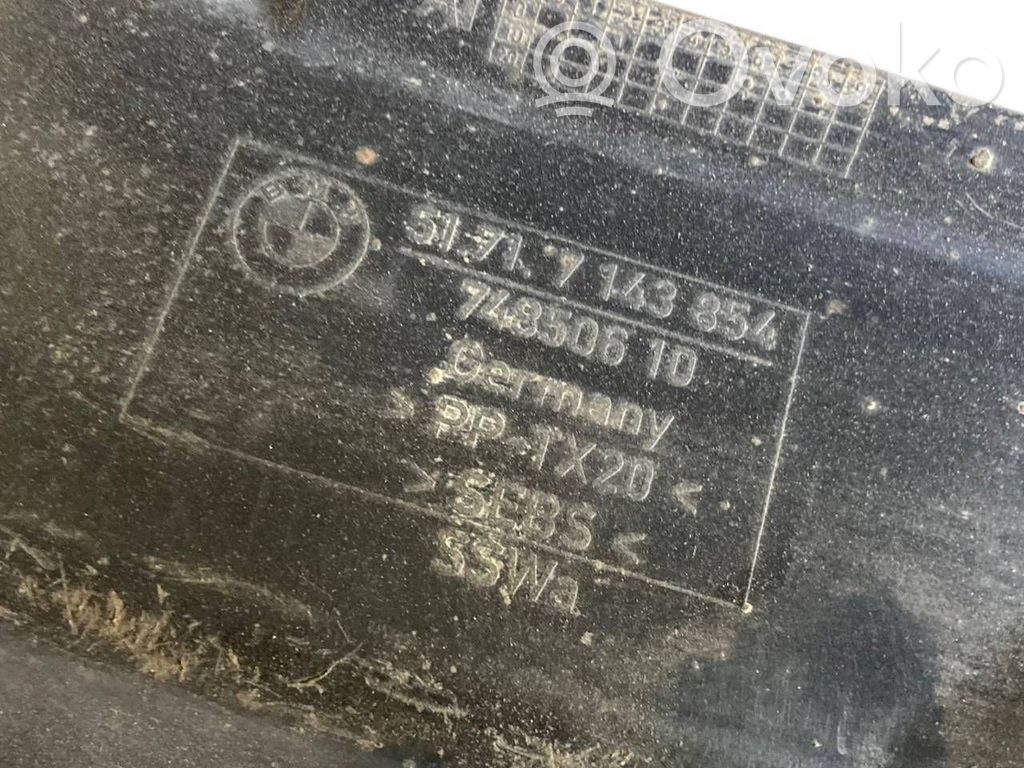 Ovoko
BMW
51-71. 7 143 854
748506 10
Germany
> PP-TX20 <
> SEBS <
SSWa